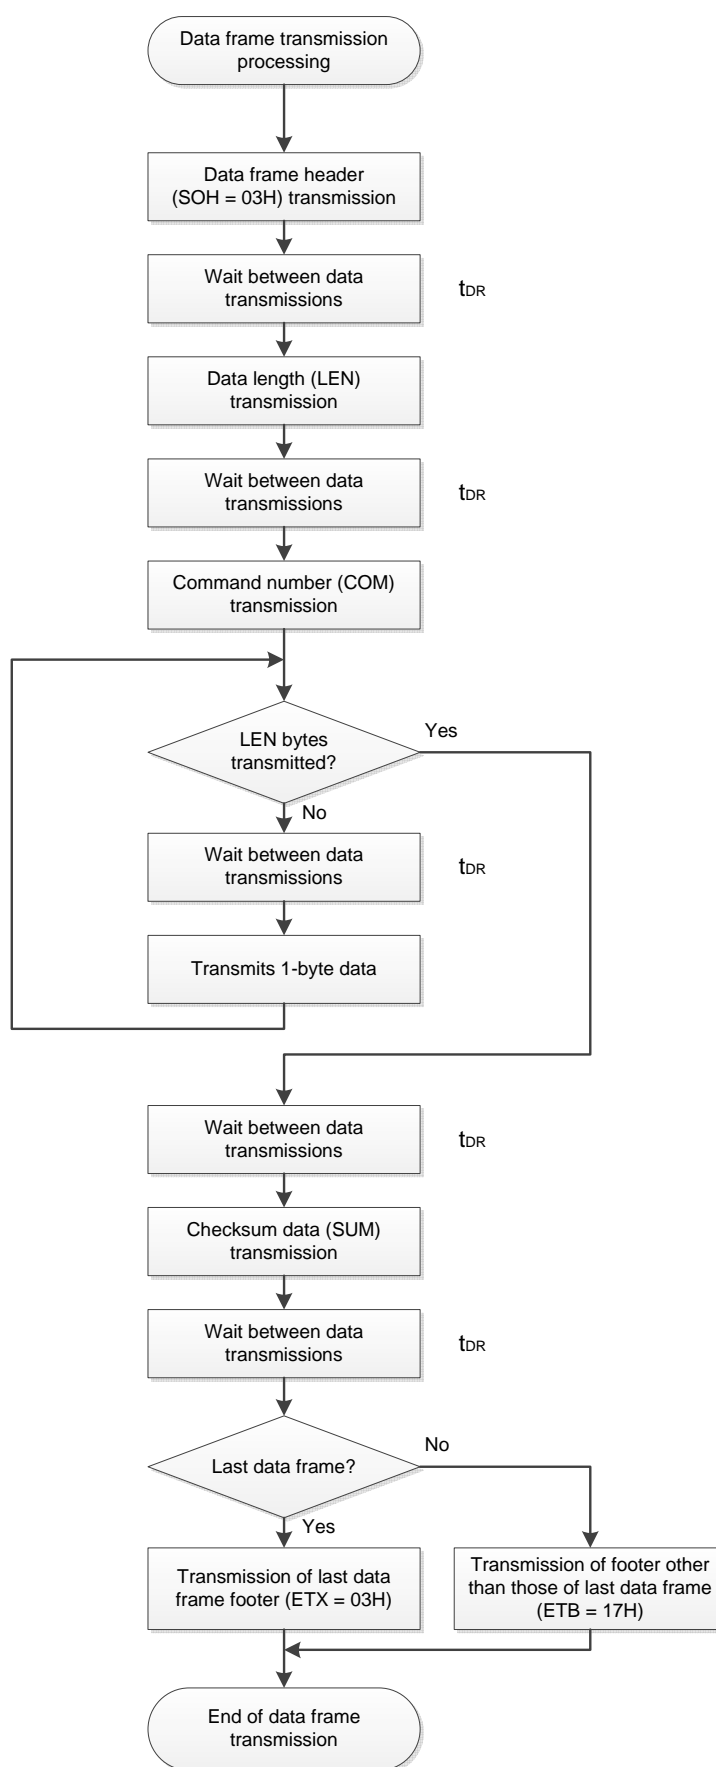 Data frame transmission
processing
Data frame header
(SOH = 03H) transmission
Wait between data
transmissions
tDR
Data length (LEN)
transmission
Wait between data
transmissions
tDR
Command number (COM)
transmission
LEN bytes
transmitted?
Yes
No
Wait between data
transmissions
tDR
Transmits 1-byte data
Wait between data
transmissions
tDR
Checksum data (SUM)
transmission
Wait between data
transmissions
tDR
Last data frame?
No
Yes
Transmission of last data
frame footer (ETX = 03H)
Transmission of footer other
than those of last data frame
(ETB = 17H)
End of data frame
transmission